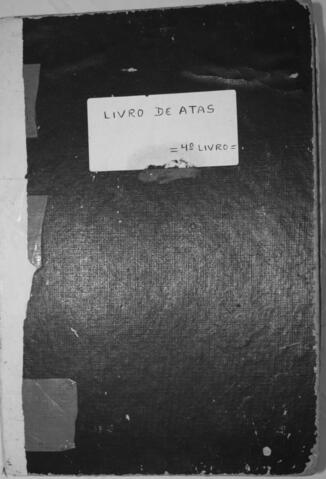 LIVRO DE ATAS
= 4º LIVRO =